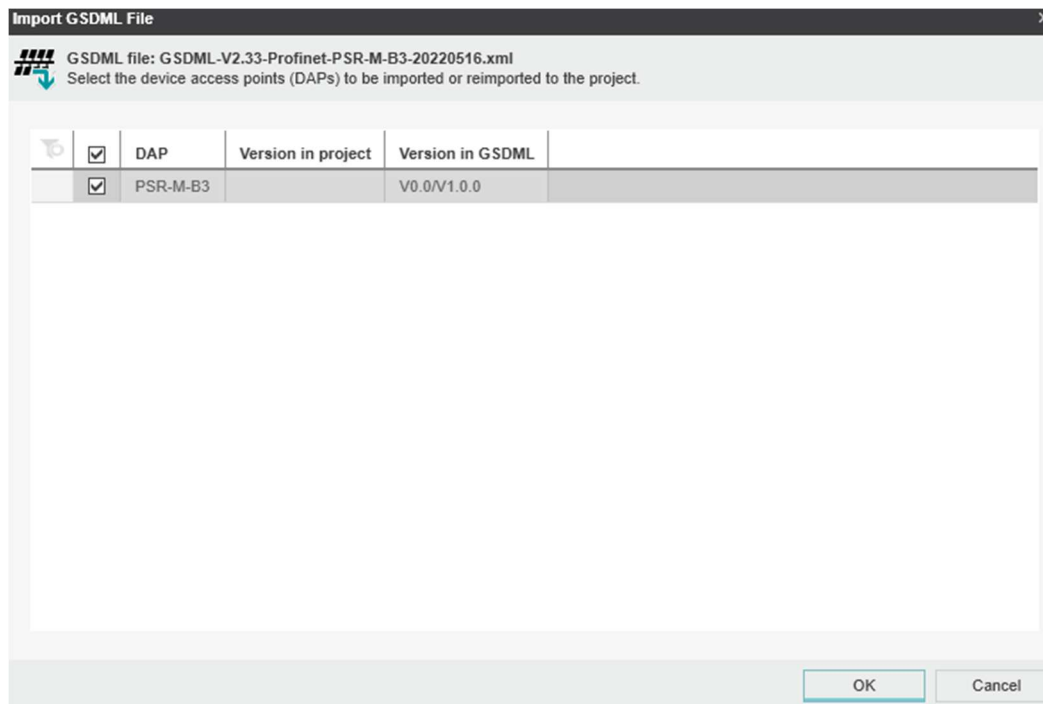 Import GSDML File
GSDML file: GSDML-V2.33-Profinet-PSR-M-B3-20220516.xml
Select the device access points (DAPs) to be imported or reimported to the project.
DAP Version in project Version in GSDML
PSR-M-B3 V0.0/V1.0.0
OK Cancel